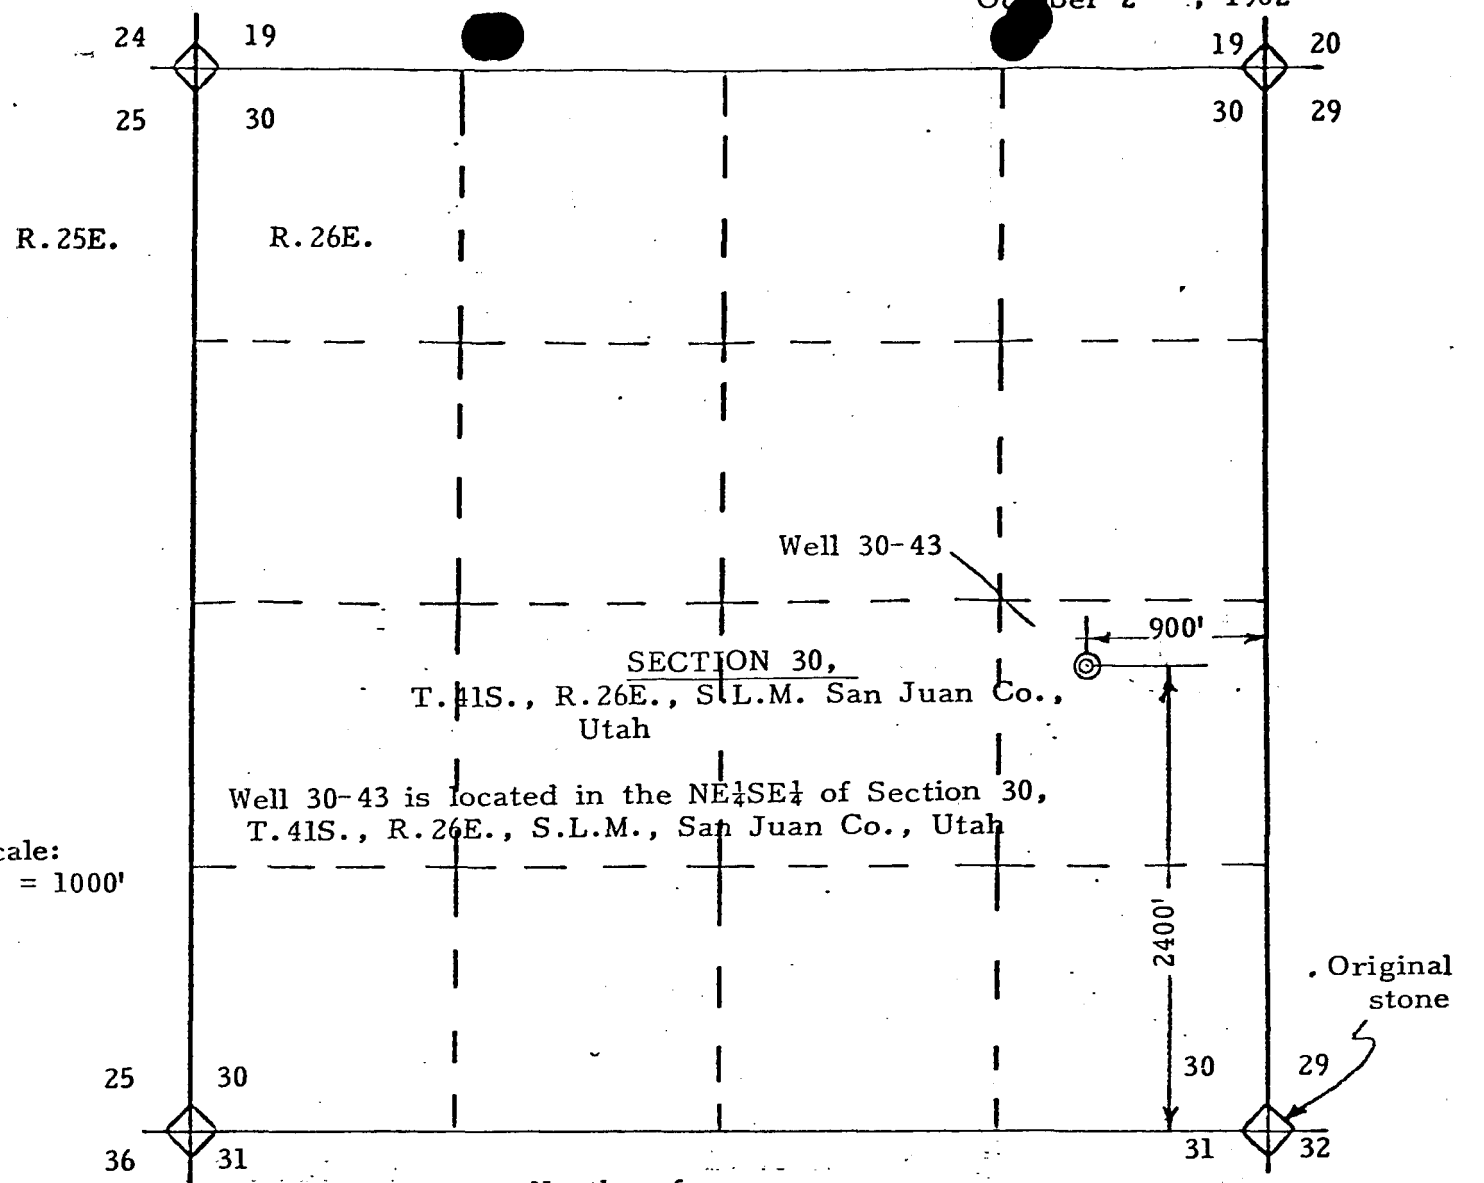 24 19 19 20
25 30 30 29
R.25E. R.26E.
Well 30-43
900'
SECTION 30,
T.41S., R.26E., S.L.M. San Juan Co.,
Utah
Well 30-43 is located in the NE¼SE¼ of Section 30,
T.41S., R.26E., S.L.M., San Juan Co., Utah
= 1000'
2400'
Original
stone
25 30 30 29
36 31 31 32